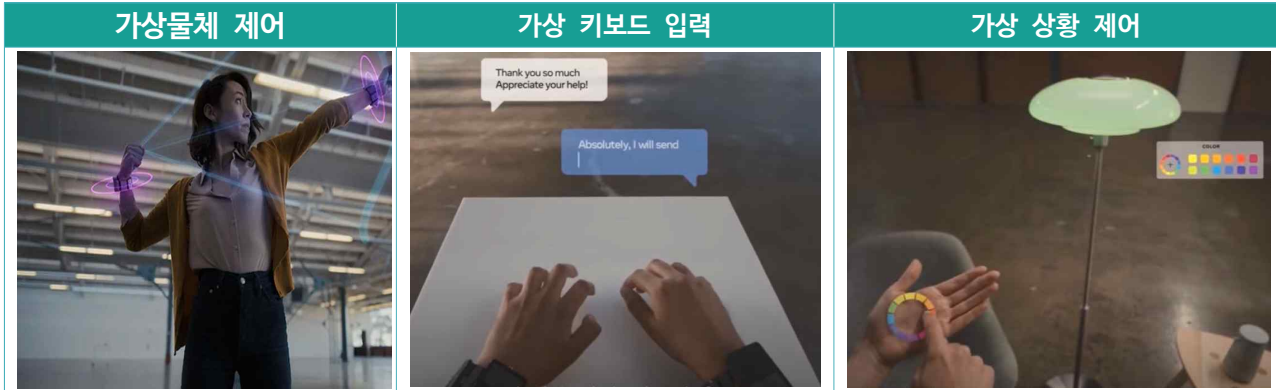 가상물체 제어
가상 키보드 입력
가상 상황 제어
Thank you so much
Appreciate your help!
Absolutely, I will send
COLOR